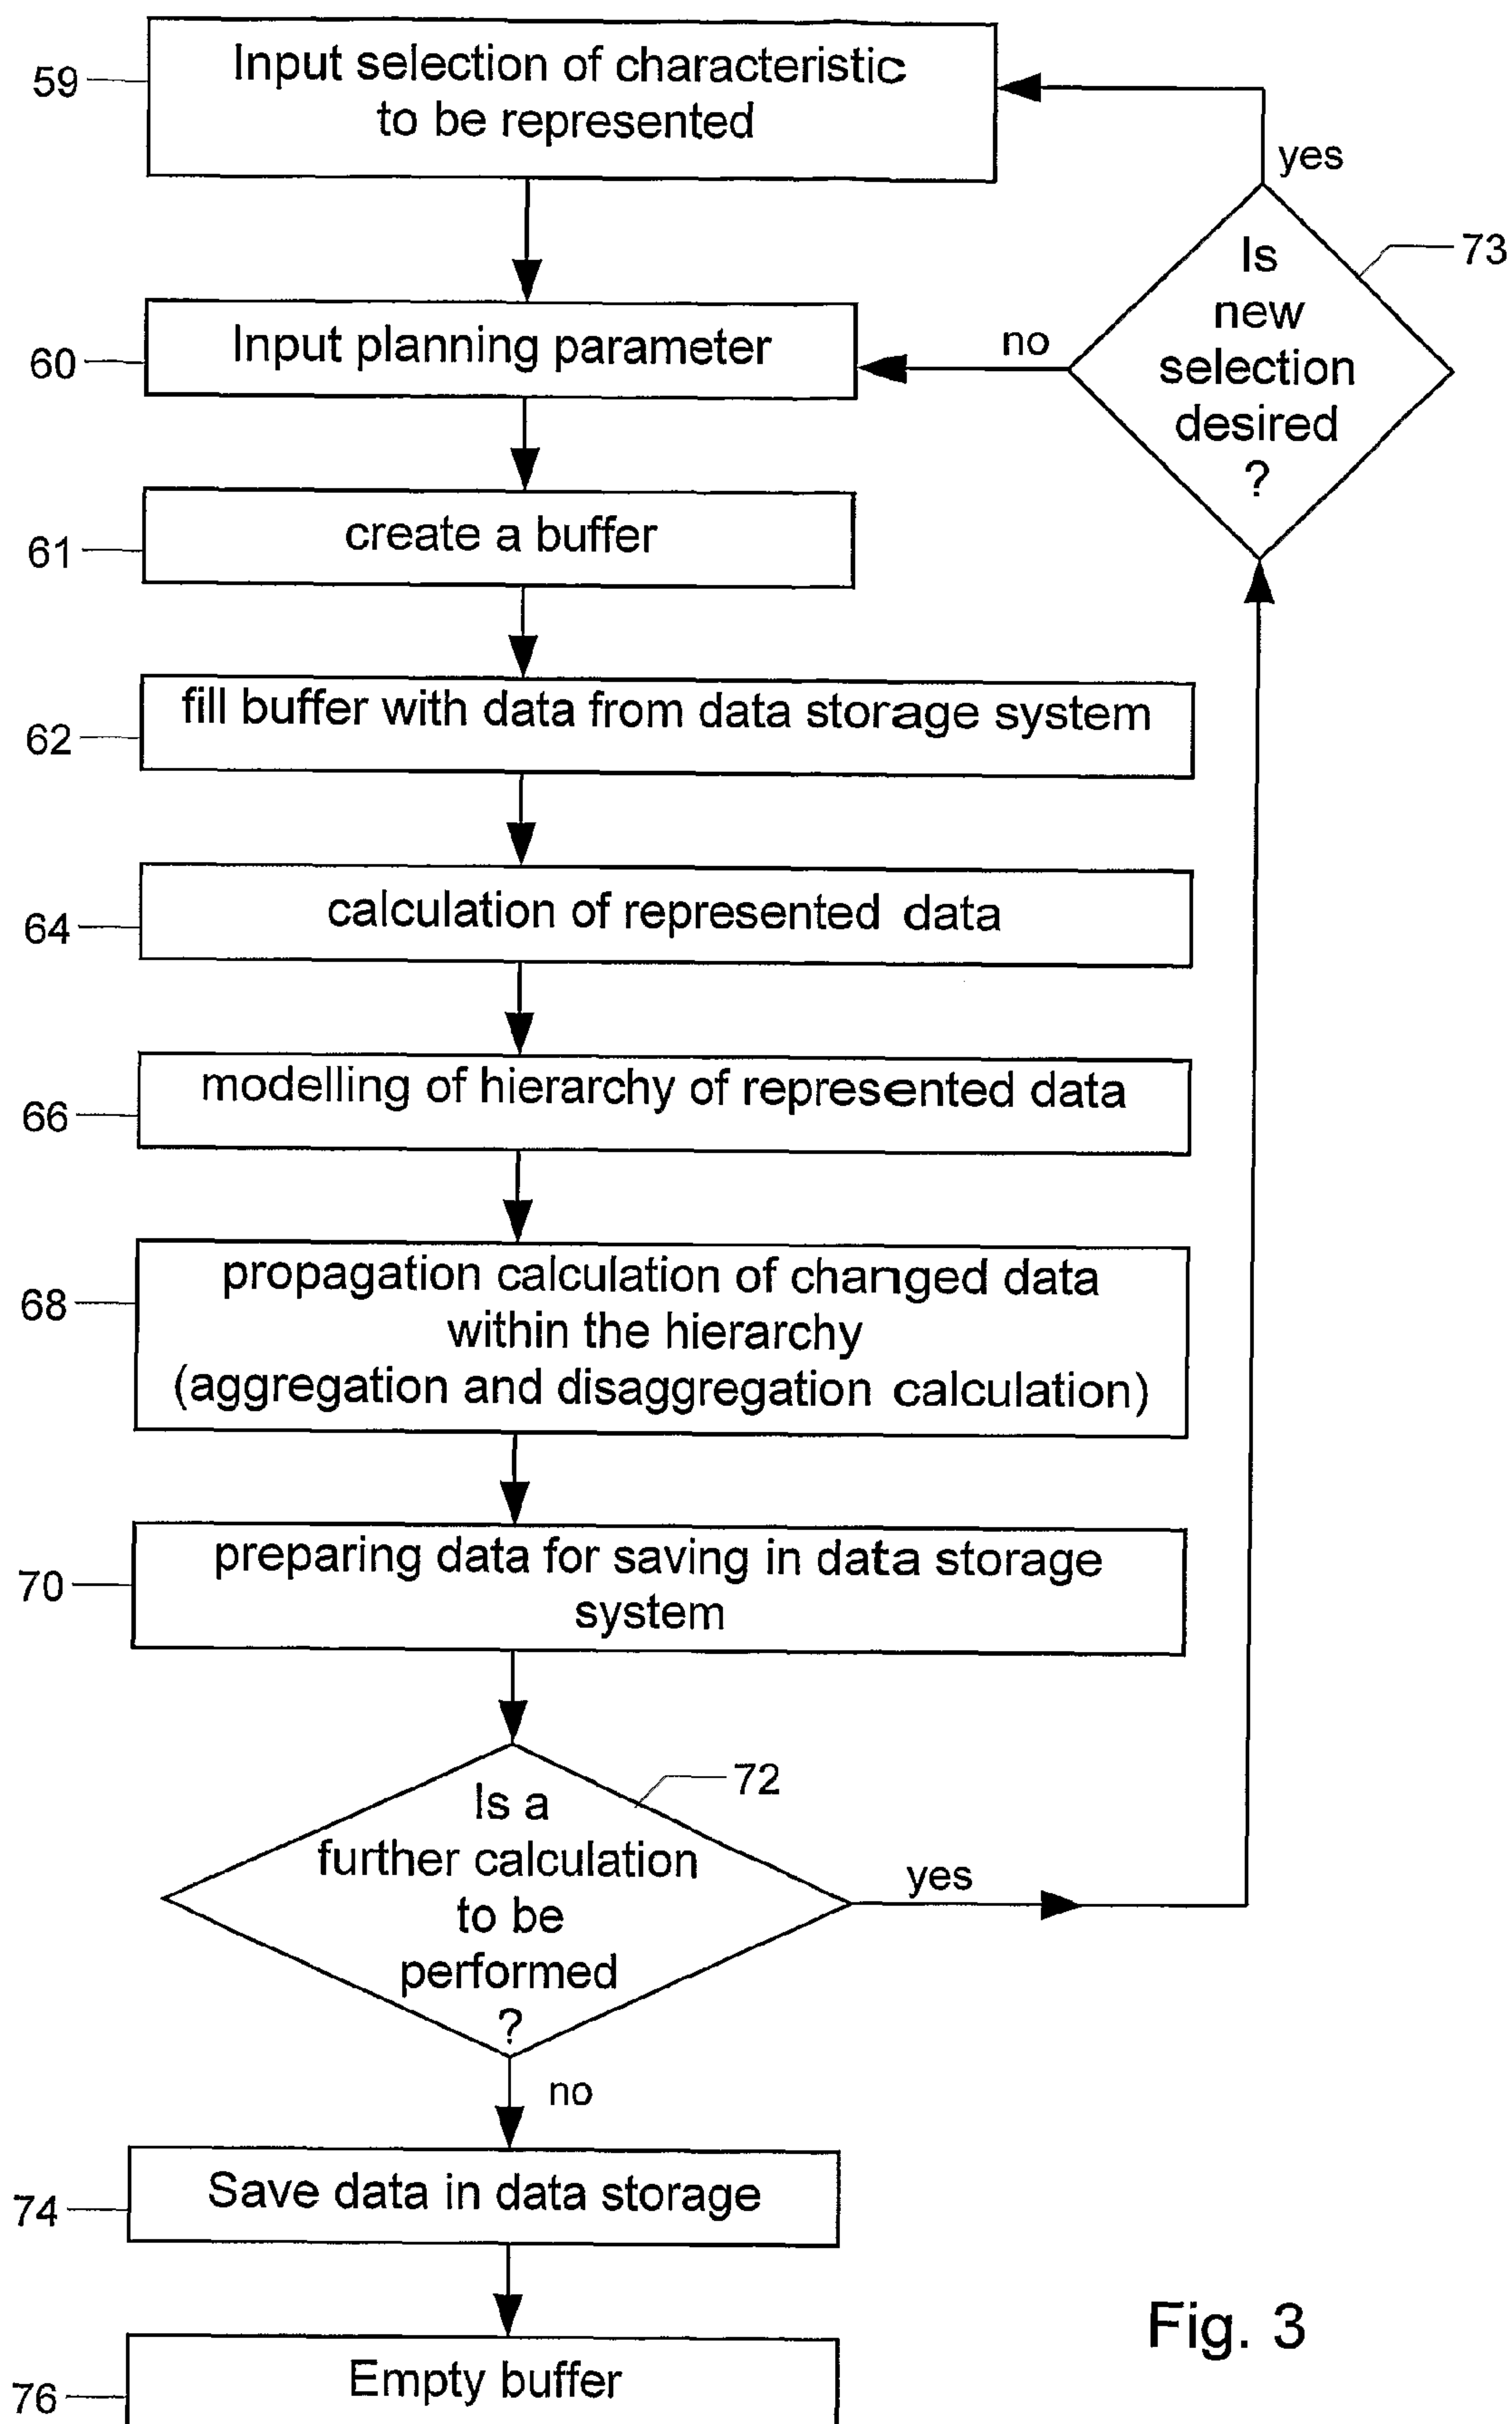 59
Input selection of characteristic
to be represented
yes
Is
new
selection
desired
?
73
60
Input planning parameter
no
61
create a buffer
62
fill buffer with data from data storage system
64
calculation of represented data
66
modelling of hierarchy of represented data
68
propagation calculation of changed data
within the hierarchy
(aggregation and disaggregation calculation)
70
preparing data for saving in data storage
system
72
Is a
further calculation
to be
performed
?
yes
no
74
Save data in data storage
76
Empty buffer
Fig. 3